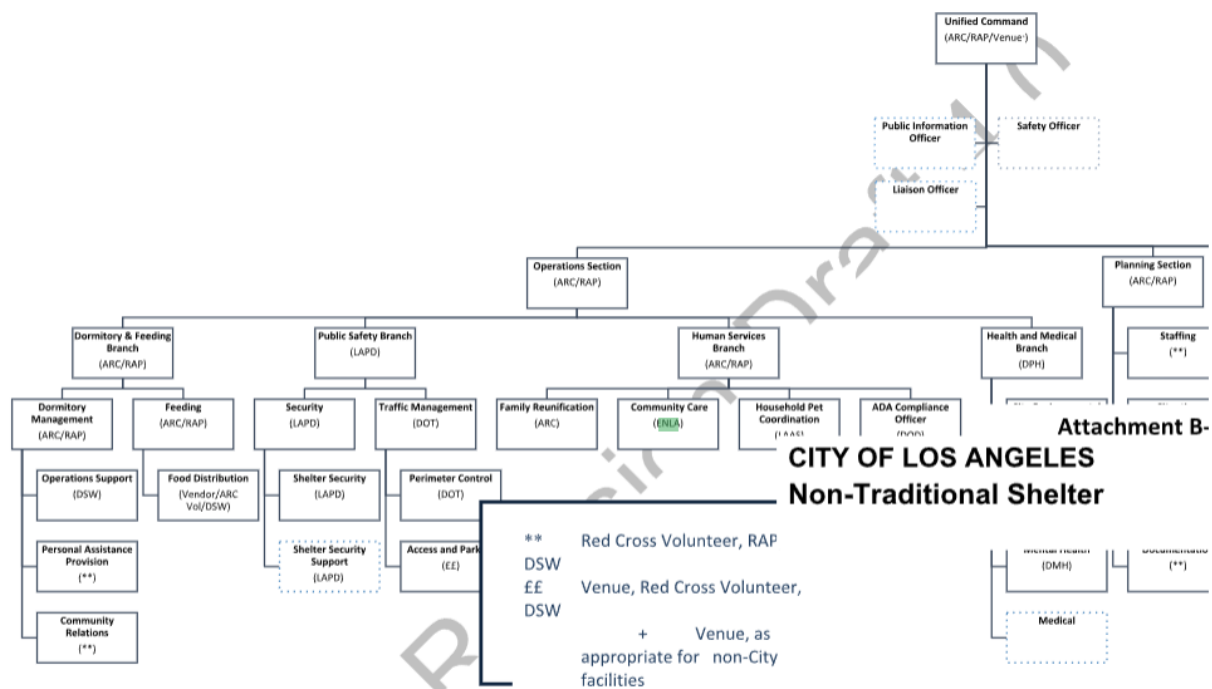 Unified Command
(ARC/RAP/Venue⁺)
Public Information
Officer
Safety Officer
Liaison Officer
Operations Section
(ARC/RAP)
Planning Section
(ARC/RAP)
Dormitory & Feeding
Branch
(ARC/RAP)
Public Safety Branch
(LAPD)
Human Services
Branch
(ARC/RAP)
Health and Medical
Branch
(DPH)
Staffing
(**)
Dormitory
Management
(ARC/RAP)
Feeding
(ARC/RAP)
Security
(LAPD)
Traffic Management
(DOT)
Family Reunification
(ARC)
Community Care
(ENLA)
Household Pet
Coordination
ADA Compliance
Officer
Attachment B-
CITY OF LOS ANGELES
Non-Traditional Shelter
Operations Support
(DSW)
Food Distribution
(Vendor/ARC
Vol/DSW)
Shelter Security
(LAPD)
Perimeter Control
(DOT)
Personal Assistance
Provision
(**)
Shelter Security
Support
(LAPD)
Access and Park
(££)
Mental Health
(DMH)
Documentatio
(**)
Community
Relations
(**)
Medical
** Red Cross Volunteer, RAP
DSW
££ Venue, Red Cross Volunteer,
DSW
+ Venue, as
appropriate for non-City
facilities